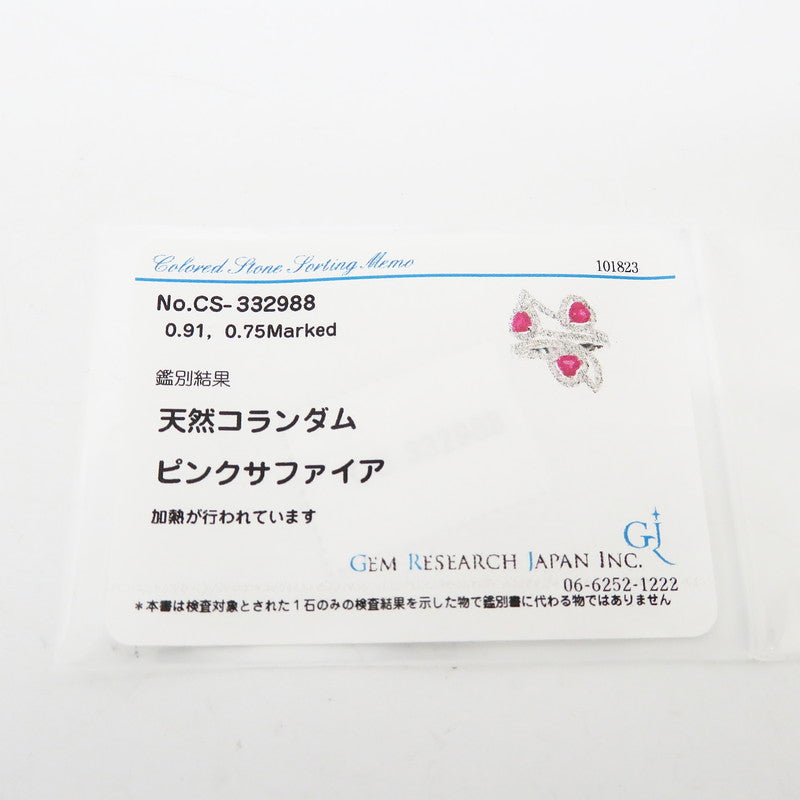 Colored Stone Sorting Memo
101823
No.CS-332988
0.91, 0.75Marked
鑑別結果
天然コランダム
ピンクサファイア
加熱が行われています
GJR
GEM RESEARCH JAPAN INC.
06-6252-1222
*本書は検査対象とされた1石のみの検査結果を示した物で鑑別書に代わる物ではありません